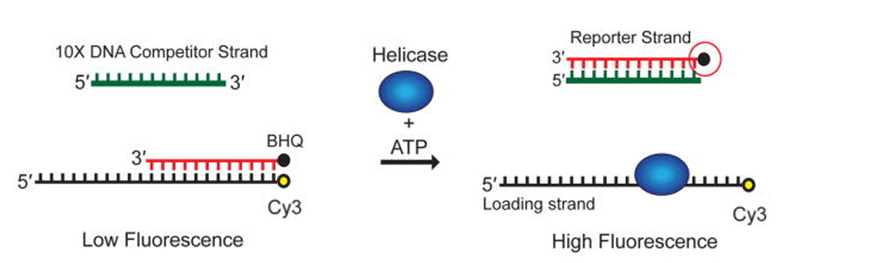 10X DNA Competitor Strand
5′ 3′
3′ BHQ
5′
Cy3
Low Fluorescence
Helicase
+
ATP
Reporter Strand
3′
5′
5′
Loading strand
Cy3
High Fluorescence